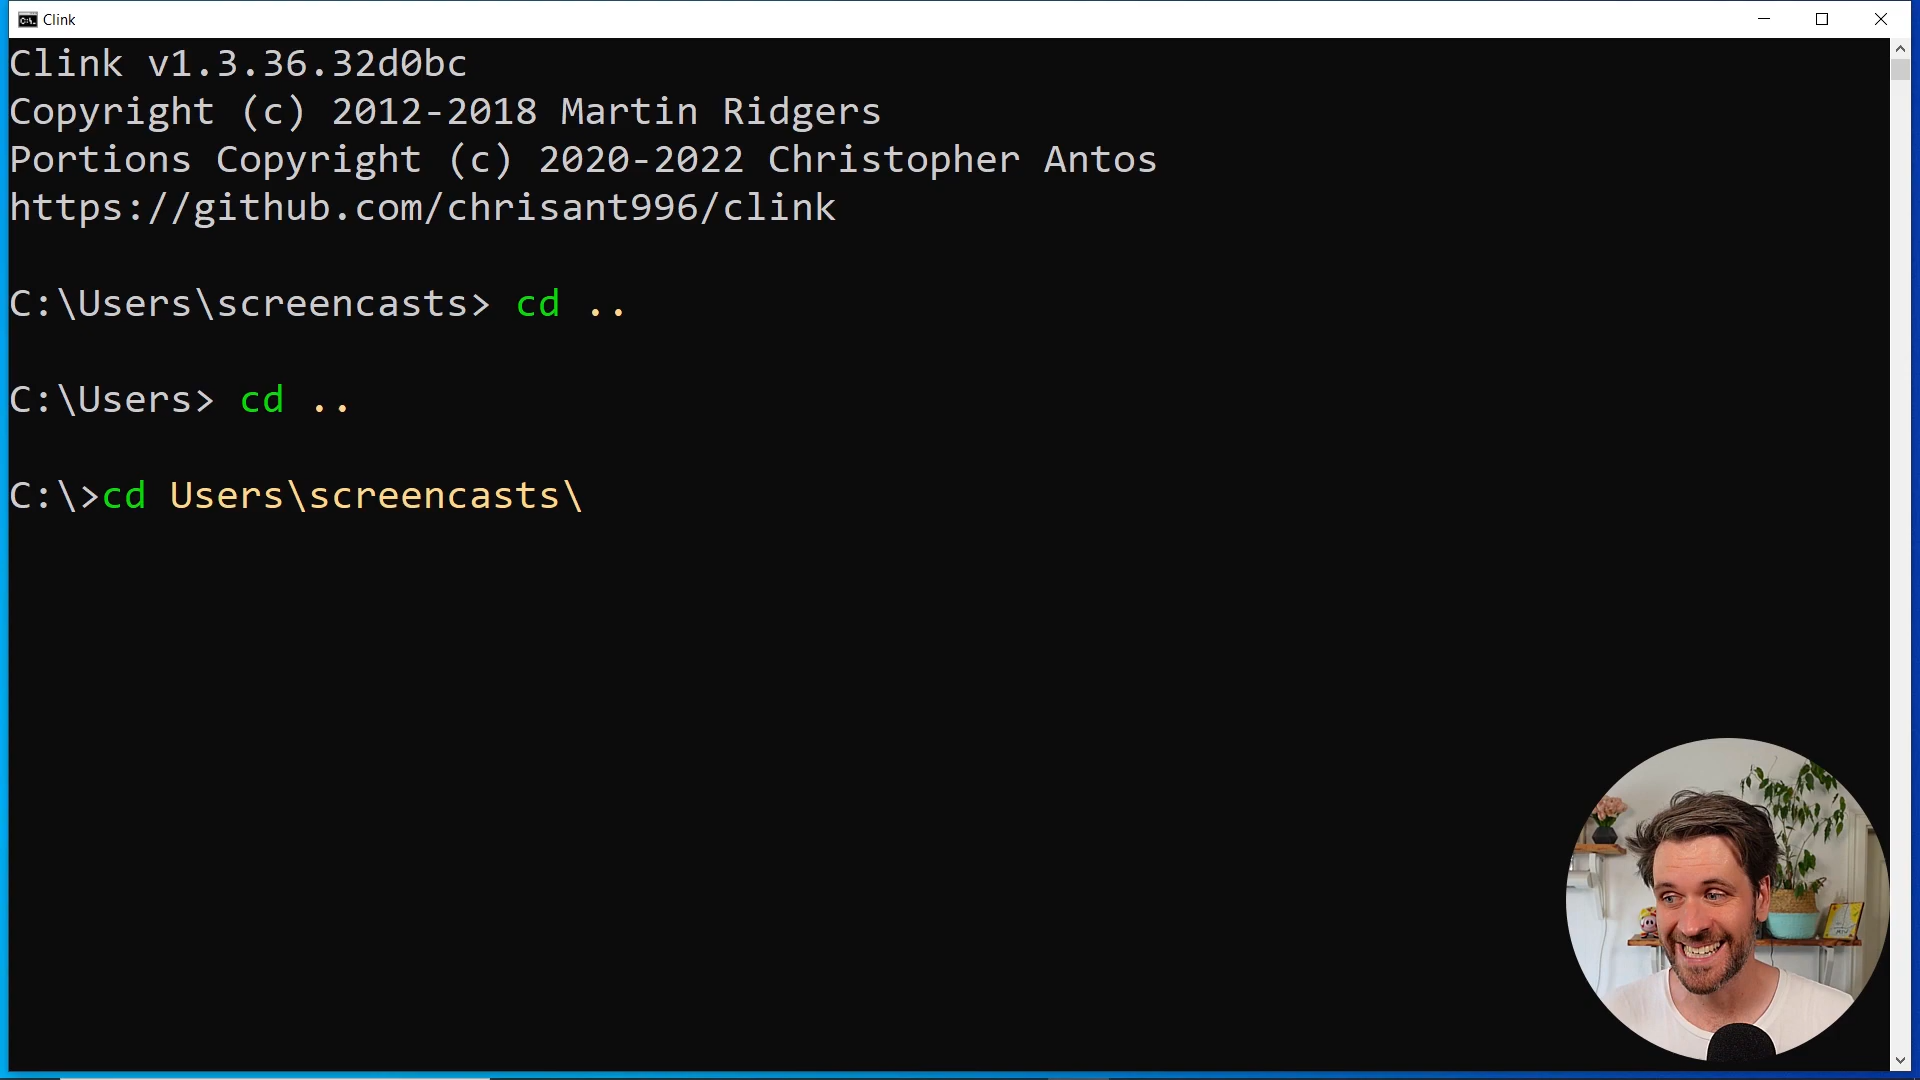 Clink
Clink v1.3.36.32d0bc
Copyright (c) 2012-2018 Martin Ridgers
Portions Copyright (c) 2020-2022 Christopher Antos
https://github.com/chrisant996/clink
C:\Users\screencasts> cd ..
C:\Users> cd ..
C:\>cd Users\screencasts\